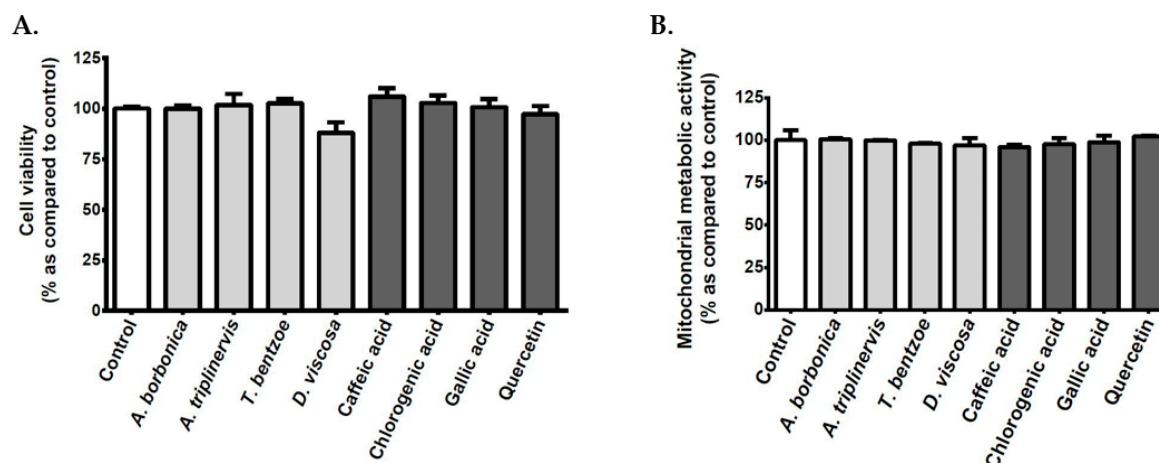 A.
Cell viability
(% as compared to control)
125
100
75
50
25
0
Control
A. borbonica
A. triplinervis
T. bentzoe
D. viscosa
Caffeic acid
Chlorogenic acid
Gallic acid
Quercetin
B.
Mitochondrial metabolic activity
(% as compared to control)
125
100
75
50
25
0
Control
A. borbonica
A. triplinervis
T. bentzoe
D. viscosa
Caffeic acid
Chlorogenic acid
Gallic acid
Quercetin